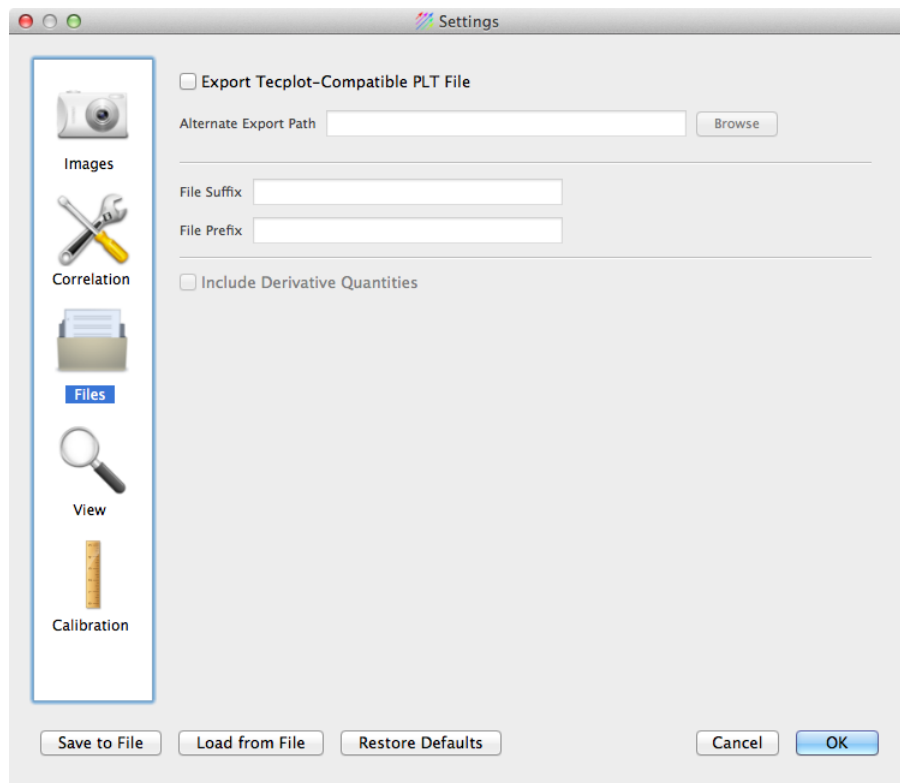 Settings
Images
Correlation
Files
View
Calibration
Export Tecplot-Compatible PLT File
Alternate Export Path
Browse
File Suffix
File Prefix
Include Derivative Quantities
Save to File
Load from File
Restore Defaults
Cancel
OK